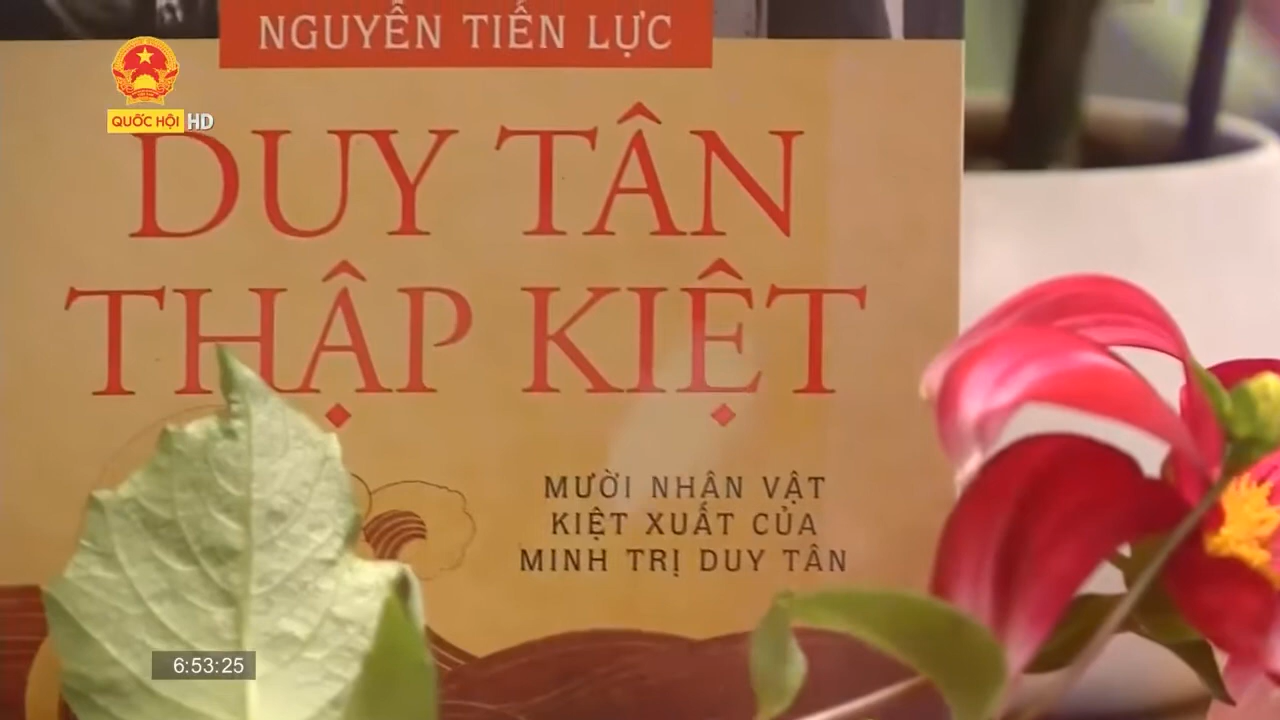 NGUYỄN TIẾN LỰC
QUỐC HỘI HD
DUY TÂN
THẬP KIỆT
MƯỜI NHÂN VẬT
KIỆT XUẤT CỦA
MINH TRỊ DUY TÂN
6:53:25